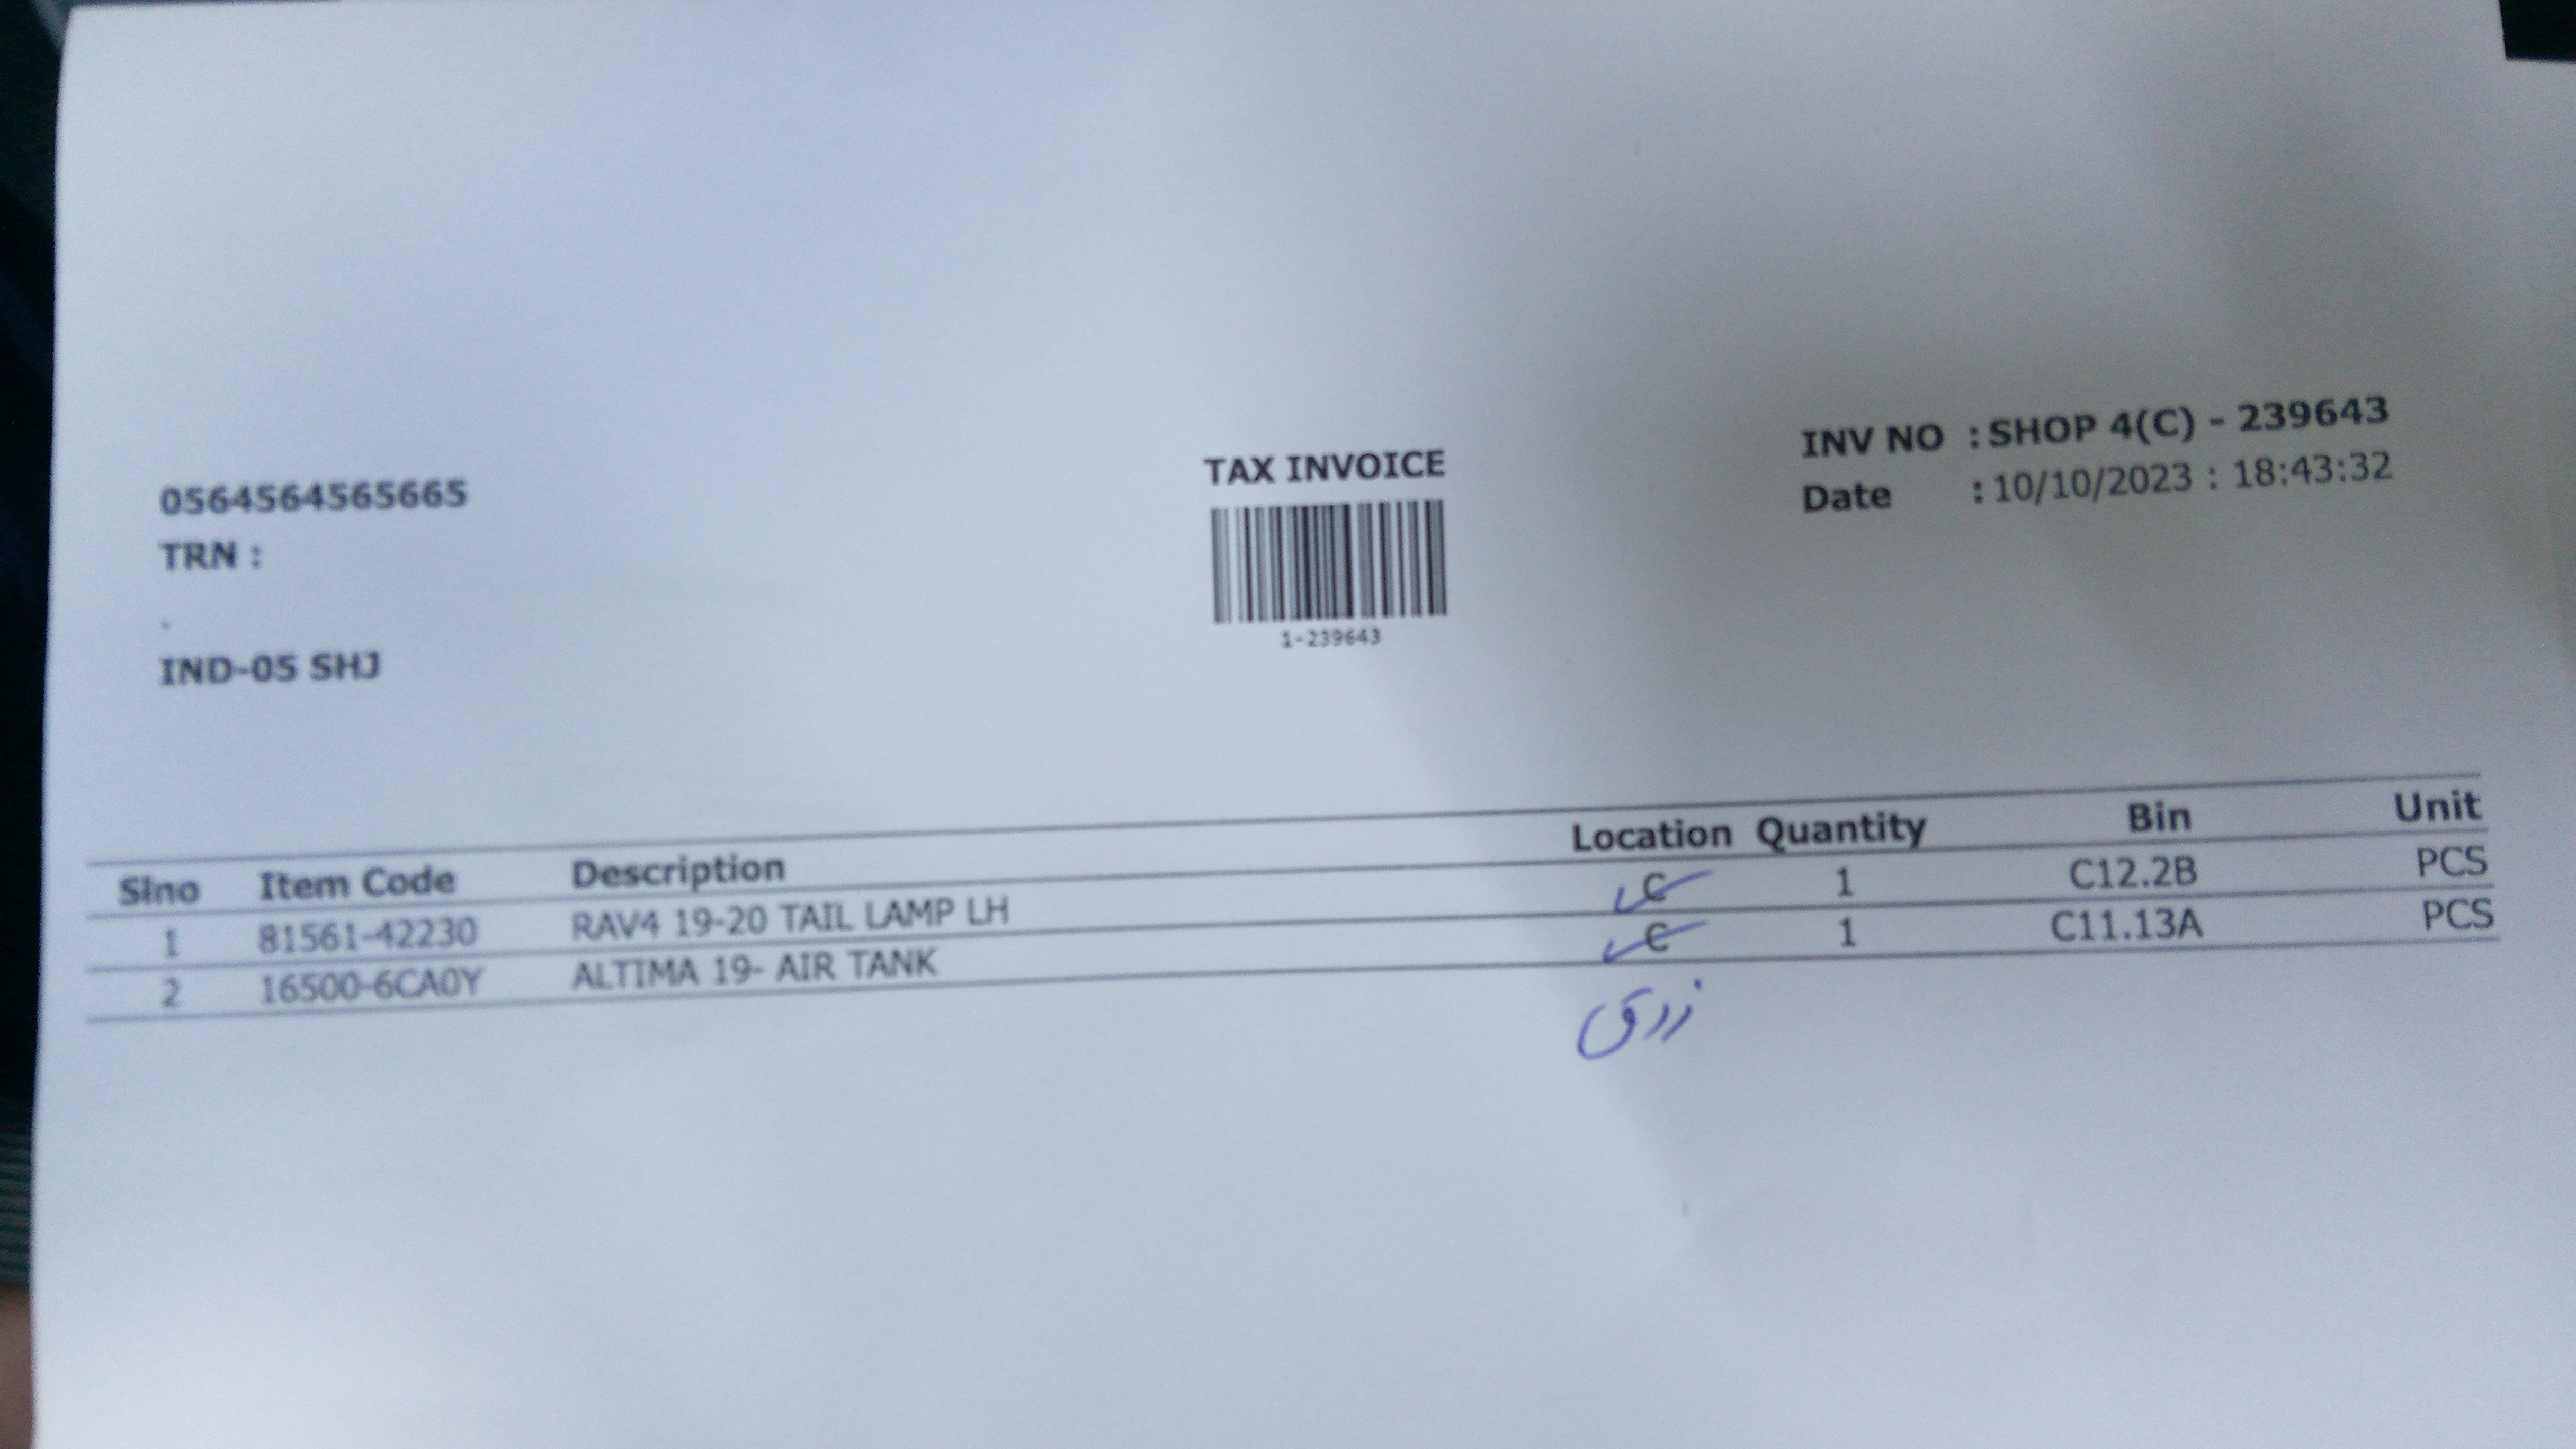 TAX INVOICE
INV NO : SHOP 4(C) - 239643
Date : 10/10/2023 : 18:43:32
0564564565665
TRN :
.
IND-05 SHJ
1-239643
Slno Item Code Description Location Quantity Bin Unit
1 81561-42230 RAV4 19-20 TAIL LAMP LH C 1 C12.2B PCS
2 16500-6CA0Y ALTIMA 19- AIR TANK C 1 C11.13A PCS